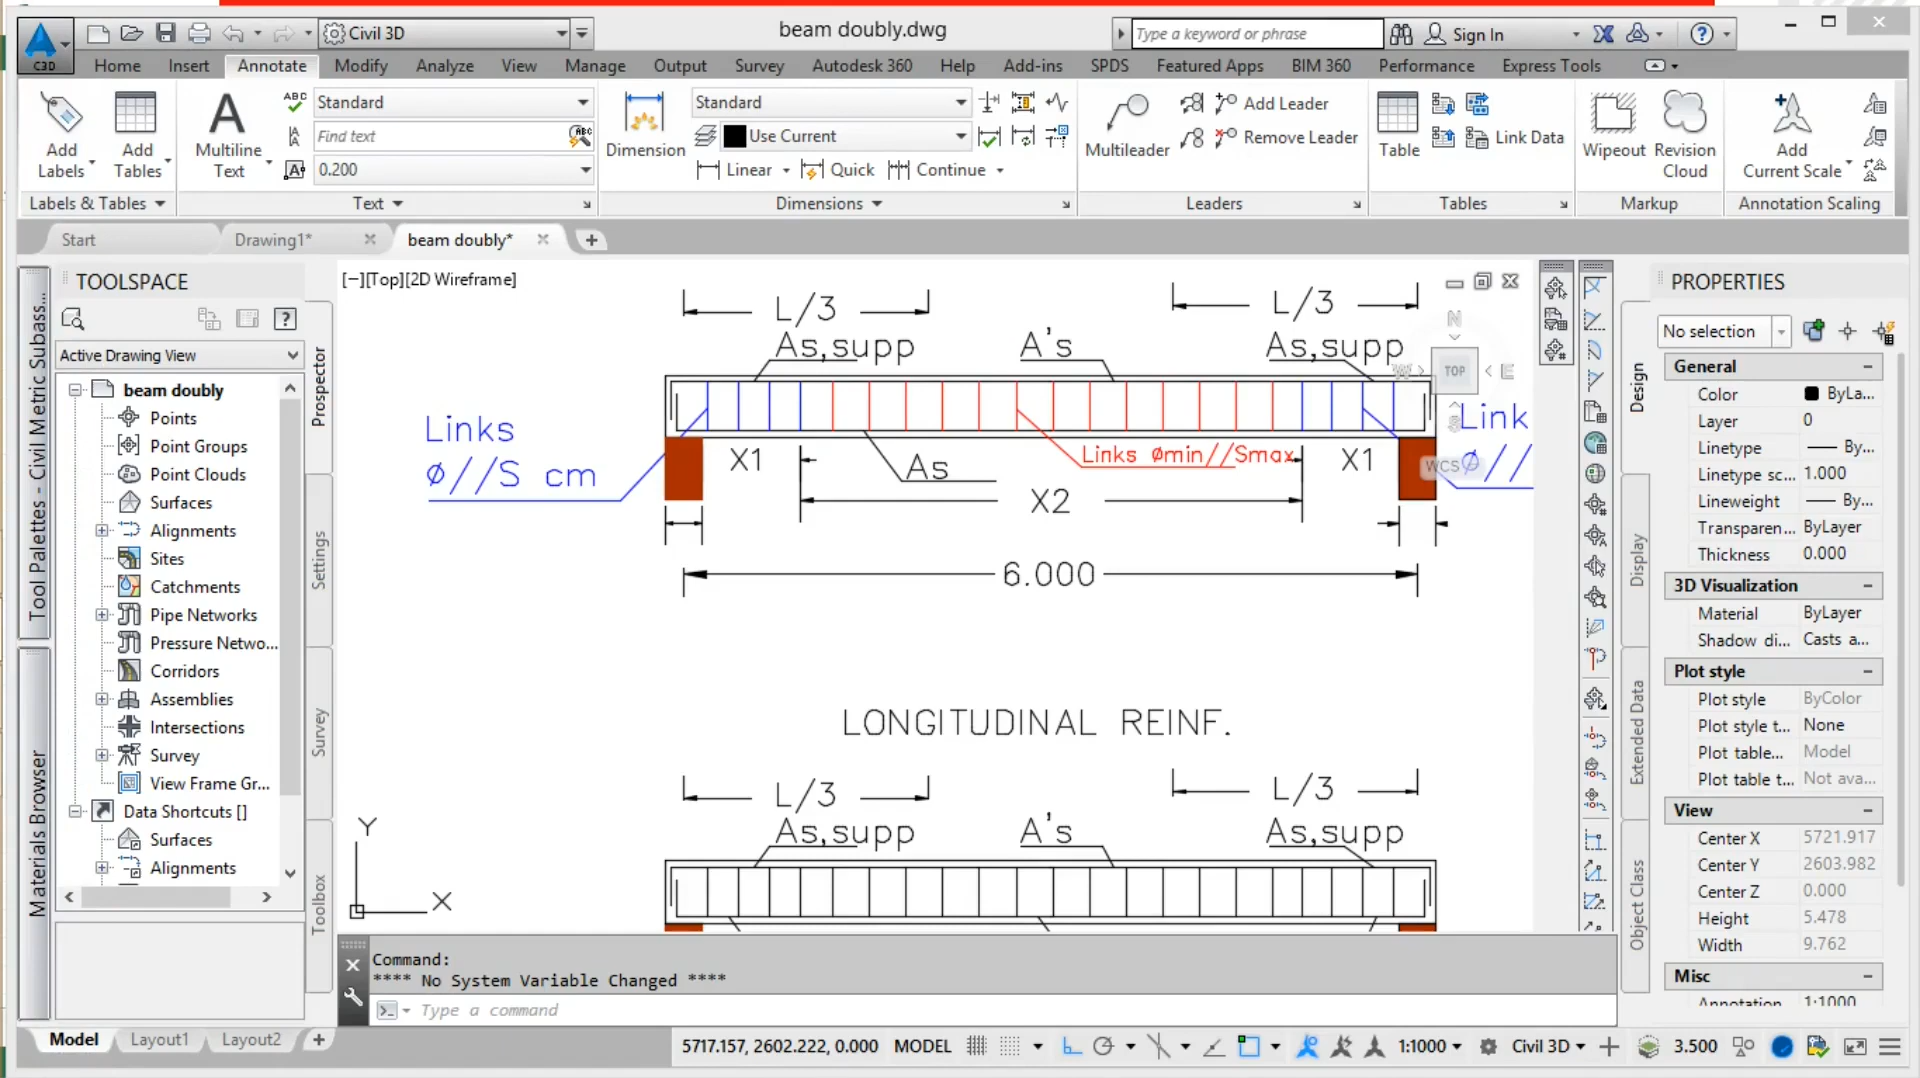 Civil 3D
beam doubly.dwg
Type a keyword or phrase
Sign In
C3D
Home Insert Annotate Modify Analyze View Manage Output Survey Autodesk 360 Help Add-ins SPDS Featured Apps BIM 360 Performance Express Tools
Add Labels
Add Tables
Labels & Tables
Multiline Text
ABC
Standard
Find text
0.200
Text
Dimension
Standard
Use Current
Linear
Quick
Continue
Dimensions
Multileader
Add Leader
Remove Leader
Leaders
Table
Link Data
Tables
Wipeout
Revision Cloud
Markup
Add Current Scale
Annotation Scaling
Start
Drawing1*
beam doubly*
Tool Palettes - Civil Metric Subass...
Materials Browser
TOOLSPACE
Active Drawing View
beam doubly
Points
Point Groups
Point Clouds
Surfaces
Alignments
Sites
Catchments
Pipe Networks
Pressure Netwo...
Corridors
Assemblies
Intersections
Survey
View Frame Gr...
Data Shortcuts []
Surfaces
Alignments
Prospector
Settings
Survey
Toolbox
[−][Top][2D Wireframe]
L/3
L/3
As,supp
A's
As,supp
Links
ø//S cm
X1
As
Links ømin//Smax
X1
Link
ø//
X2
6.000
N
W
TOP
E
S
WCS
LONGITUDINAL REINF.
L/3
L/3
As,supp
A's
As,supp
Y
X
Command:
**** No System Variable Changed ****
Type a command
Model Layout1 Layout2
5717.157, 2602.222, 0.000 MODEL 1:1000 Civil 3D 3.500
PROPERTIES
No selection
Design
Display
Extended Data
Object Class
General
Color ByLa...
Layer 0
Linetype By...
Linetype sc... 1.000
Lineweight By...
Transparen... ByLayer
Thickness 0.000
3D Visualization
Material ByLayer
Shadow di... Casts a...
Plot style
Plot style ByColor
Plot style t... None
Plot table... Model
Plot table t... Not ava...
View
Center X 5721.917
Center Y 2603.982
Center Z 0.000
Height 5.478
Width 9.762
Misc
Annotation 1:1000